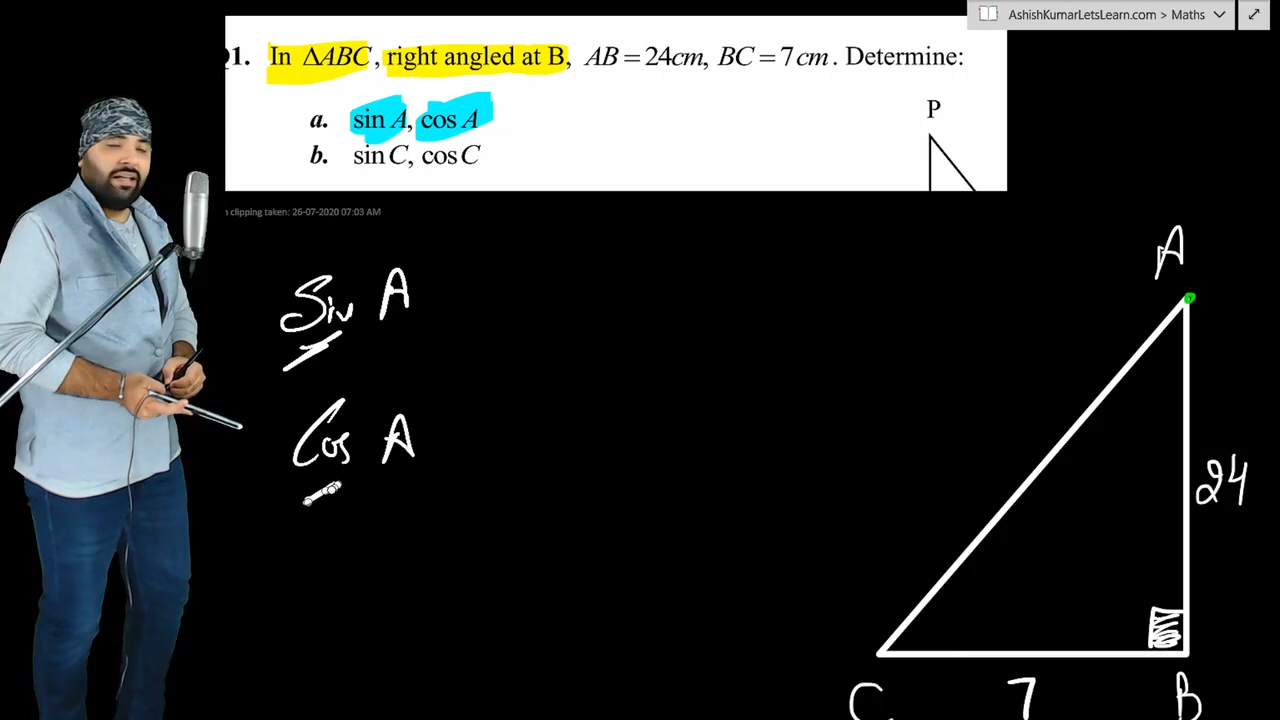 AshishKumarLetsLearn.com > Maths
Q1. In ΔABC, right angled at B, AB = 24cm, BC = 7cm. Determine:
a. sin A, cos A
b. sin C, cos C
P
clipping taken: 26-07-2020 07:03 AM
Sin A
Cos A
A
24
C 7 B